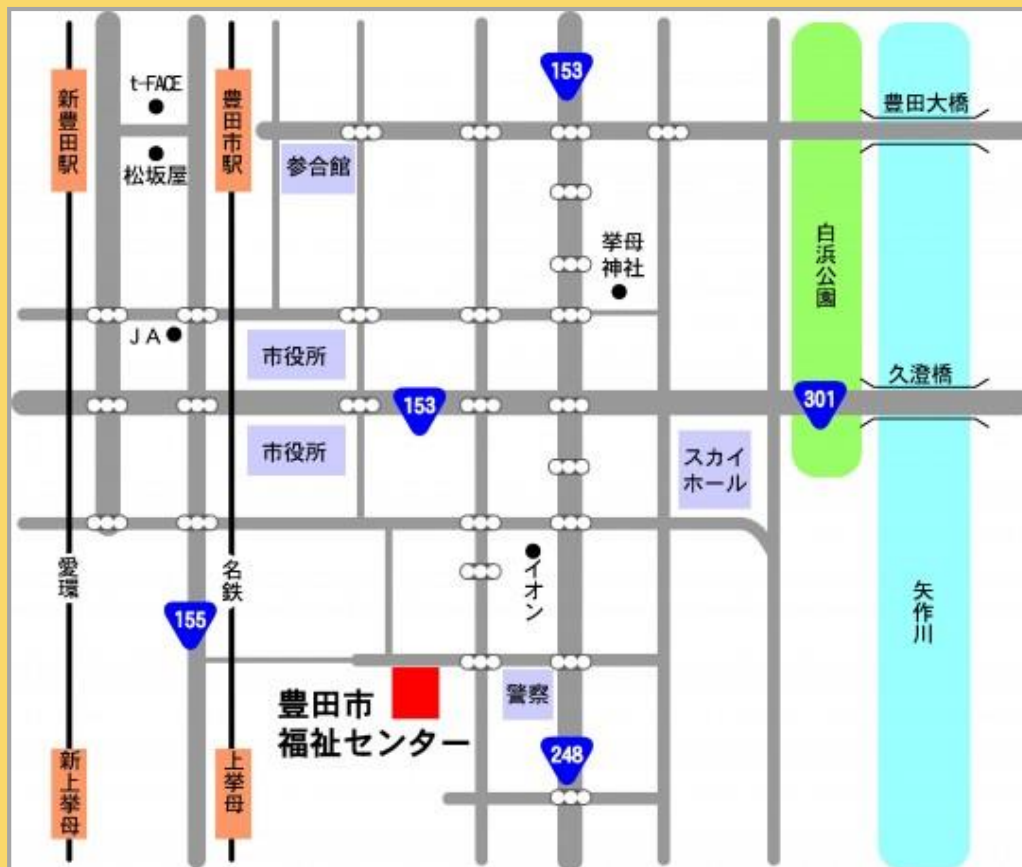 153
t-FACE
新豊田駅
豊田市駅
豊田大橋
松坂屋
参合館
挙母
神社
白浜公園
JA
市役所
久澄橋
153
301
市役所
スカイ
ホール
愛環
名鉄
イオン
矢作川
155
警察
豊田市
福祉センター
248
新上挙母
上挙母